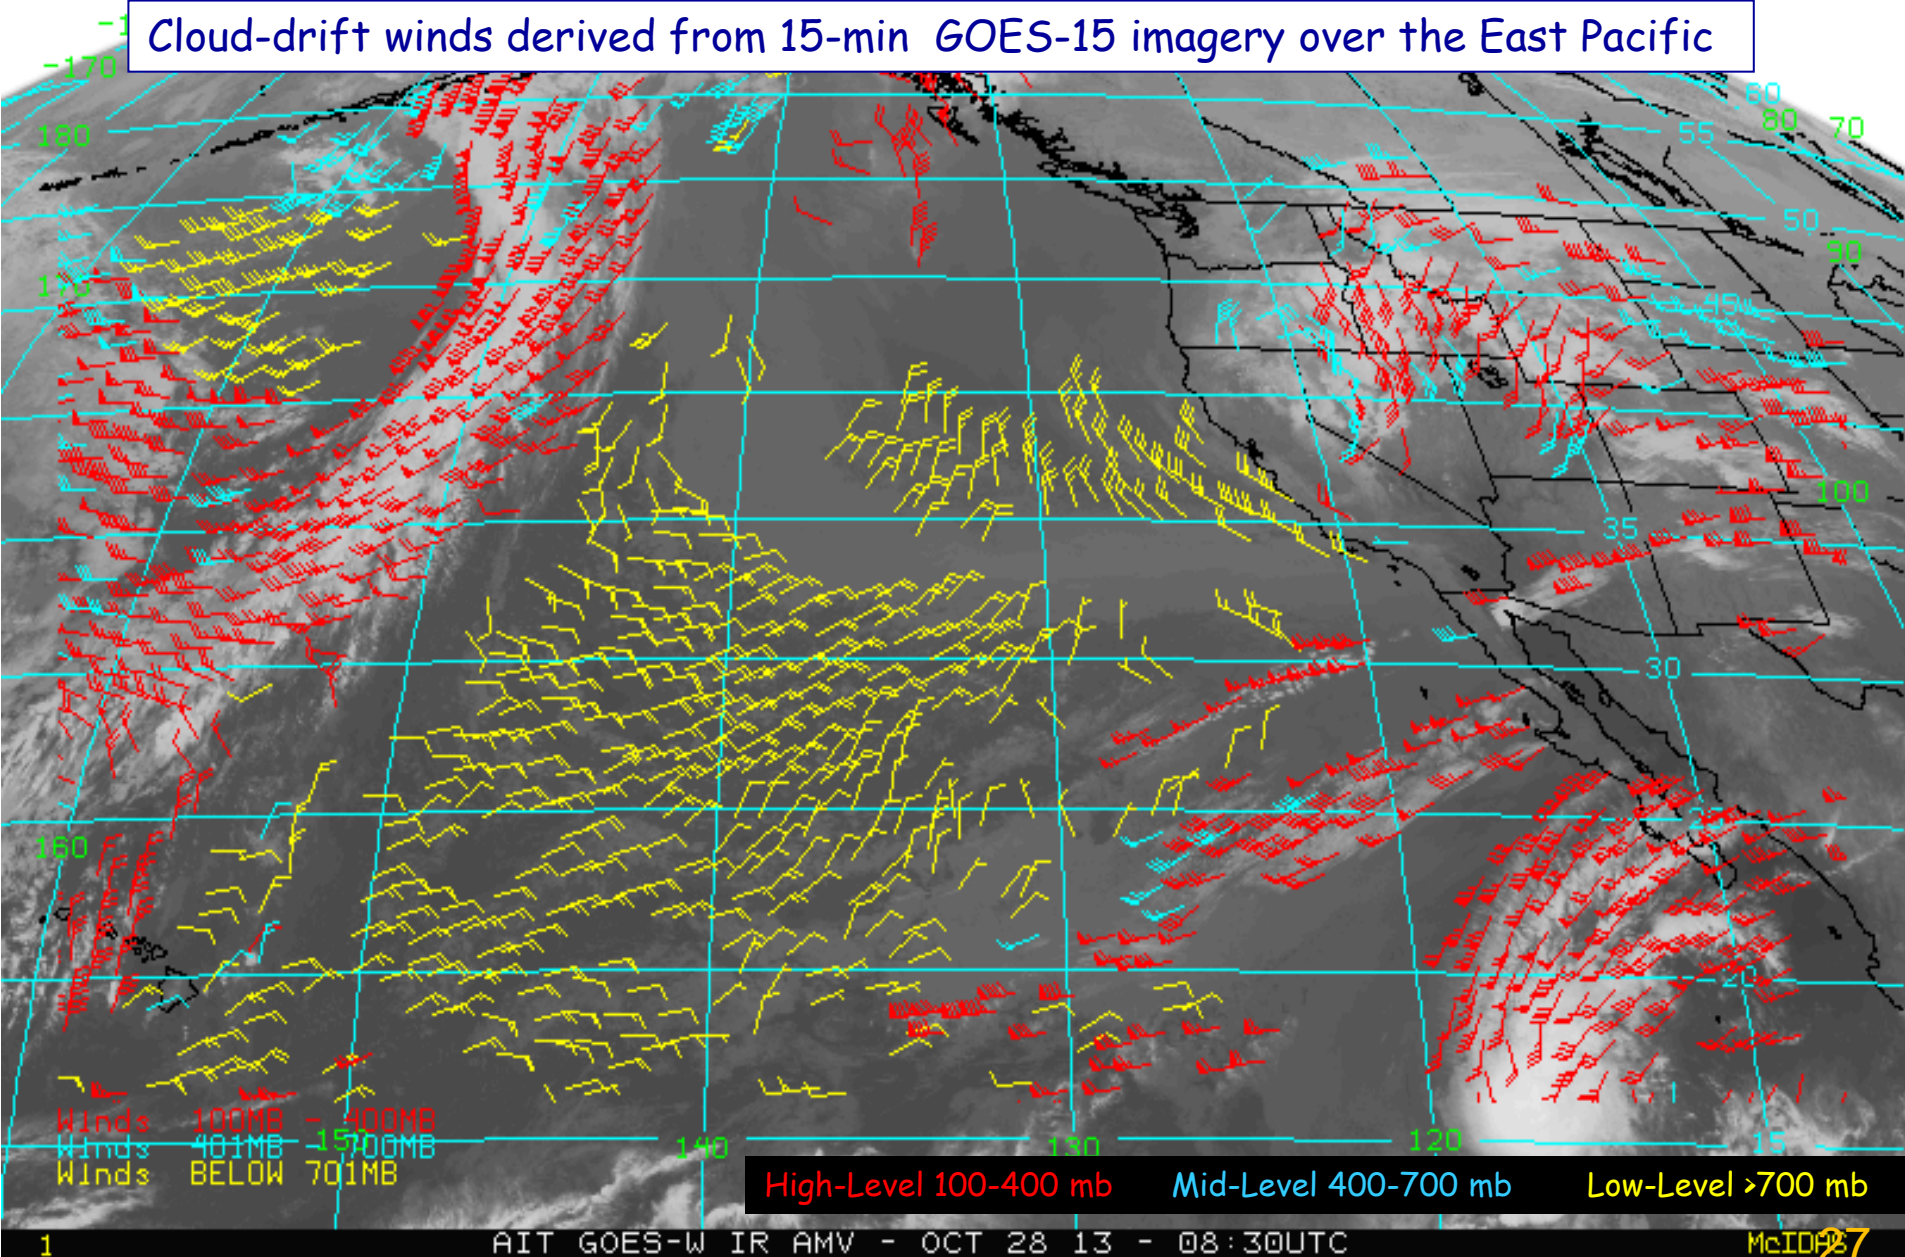 Cloud-drift winds derived from 15-min GOES-15 imagery over the East Pacific
-170
60
180
55
80
70
50
90
45
100
35
30
160
20
Winds 100MB - 400MB
Winds 401MB - 700MB
Winds BELOW 701MB
150
140
130
120
15
High-Level 100-400 mb
Mid-Level 400-700 mb
Low-Level >700 mb
1
AIT GOES-W IR AMV - OCT 28 13 - 08:30UTC
McIDAS
27